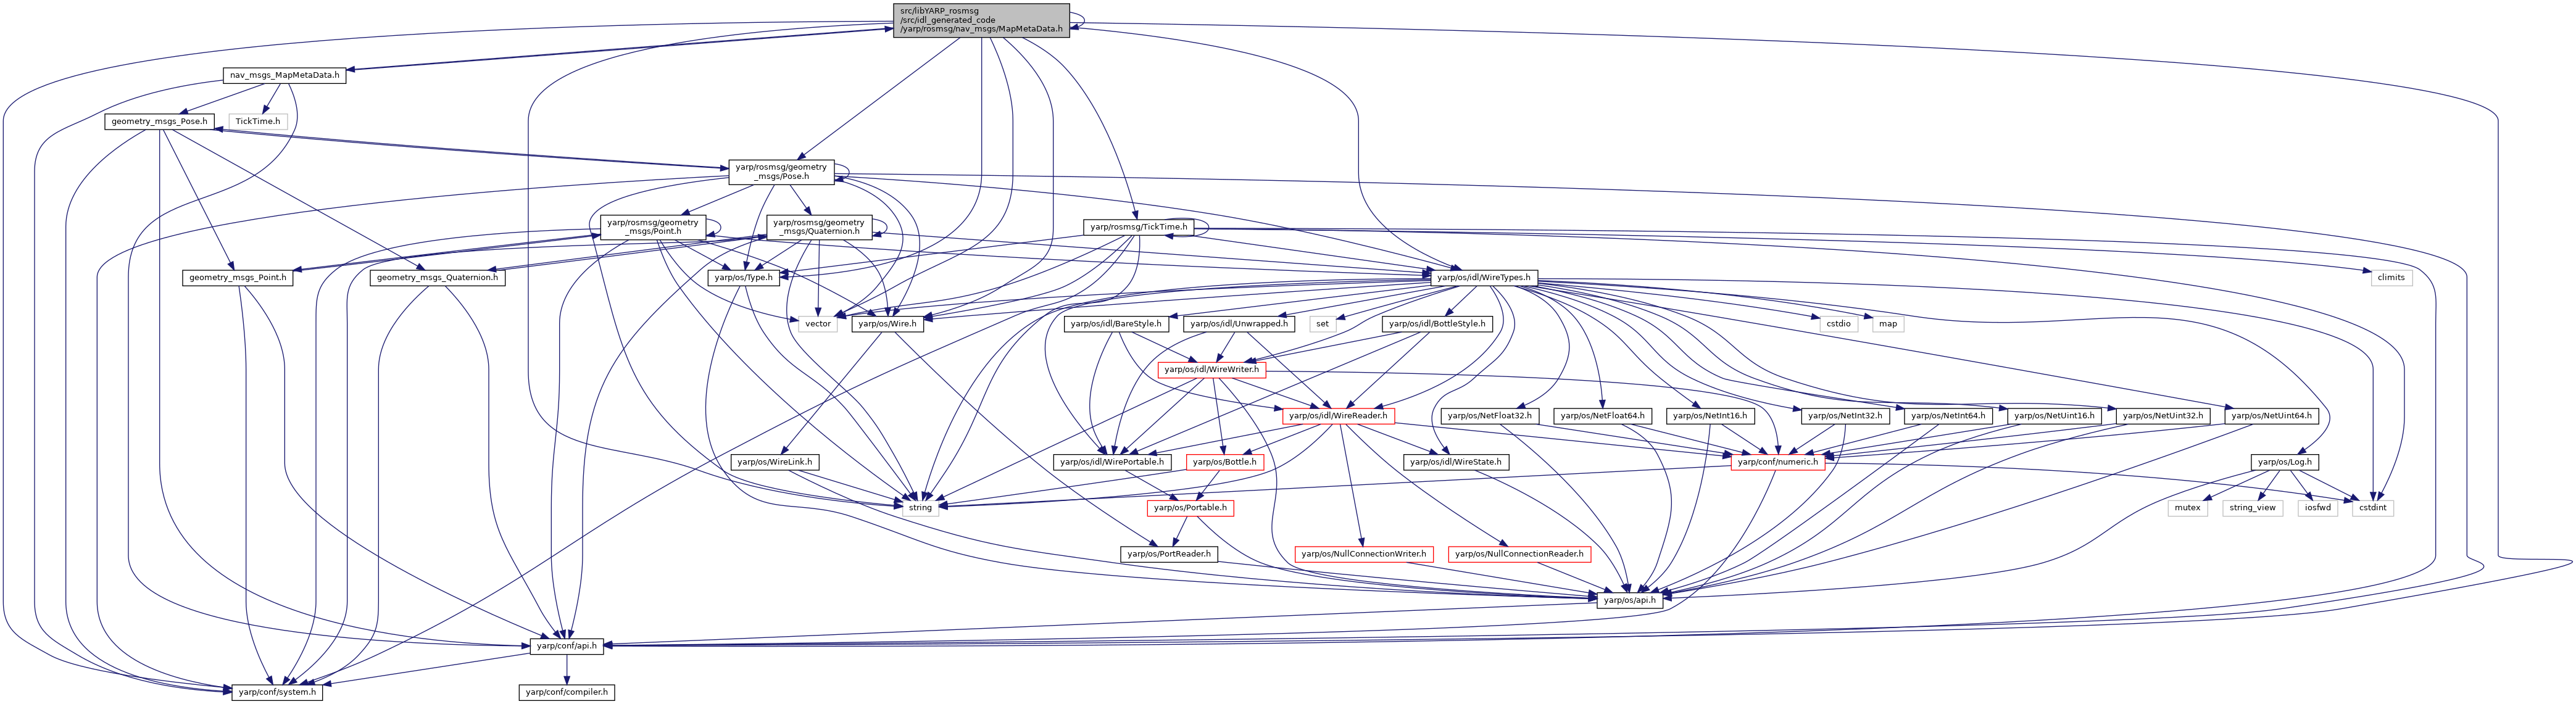 src/libYARP_rosmsg
/src/idl_generated_code
/yarp/rosmsg/nav_msgs/MapMetaData.h
nav_msgs_MapMetaData.h
geometry_msgs_Pose.h
TickTime.h
yarp/rosmsg/geometry
_msgs/Pose.h
yarp/rosmsg/geometry
_msgs/Point.h
yarp/rosmsg/geometry
_msgs/Quaternion.h
yarp/rosmsg/TickTime.h
geometry_msgs_Point.h
geometry_msgs_Quaternion.h
yarp/os/Type.h
yarp/os/idl/WireTypes.h
climits
vector
yarp/os/Wire.h
yarp/os/idl/BareStyle.h
yarp/os/idl/Unwrapped.h
set
yarp/os/idl/BottleStyle.h
cstdio
map
yarp/os/idl/WireWriter.h
yarp/os/idl/WireReader.h
yarp/os/NetFloat32.h
yarp/os/NetFloat64.h
yarp/os/NetInt16.h
yarp/os/NetInt32.h
yarp/os/NetInt64.h
yarp/os/NetUint16.h
yarp/os/NetUint32.h
yarp/os/NetUint64.h
yarp/os/WireLink.h
yarp/os/idl/WirePortable.h
yarp/os/Bottle.h
yarp/os/idl/WireState.h
yarp/conf/numeric.h
yarp/os/Log.h
string
yarp/os/Portable.h
mutex
string_view
iosfwd
cstdint
yarp/os/PortReader.h
yarp/os/NullConnectionWriter.h
yarp/os/NullConnectionReader.h
yarp/os/api.h
yarp/conf/api.h
yarp/conf/system.h
yarp/conf/compiler.h